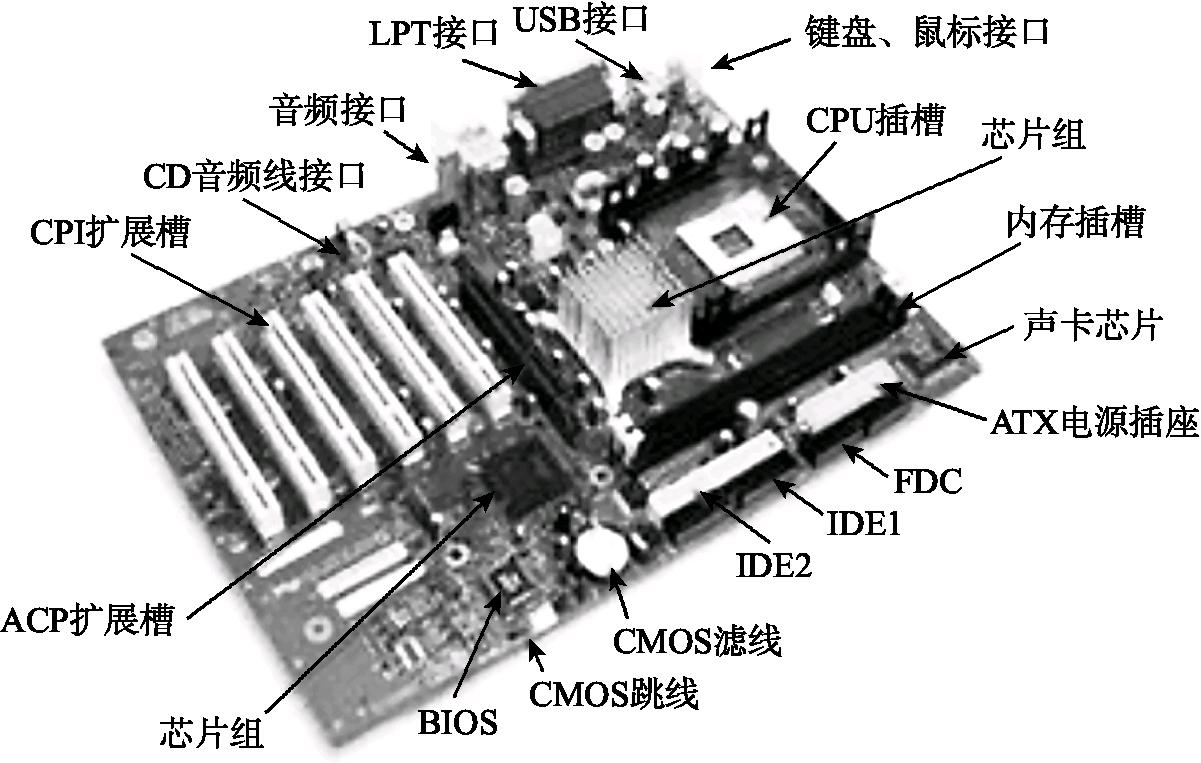 USB接口
LPT接口
键盘、鼠标接口
音频接口
CPU插槽
芯片组
CD音频线接口
CPI扩展槽
内存插槽
声卡芯片
ATX电源插座
FDC
IDE1
IDE2
ACP扩展槽
CMOS滤线
CMOS跳线
BIOS
芯片组